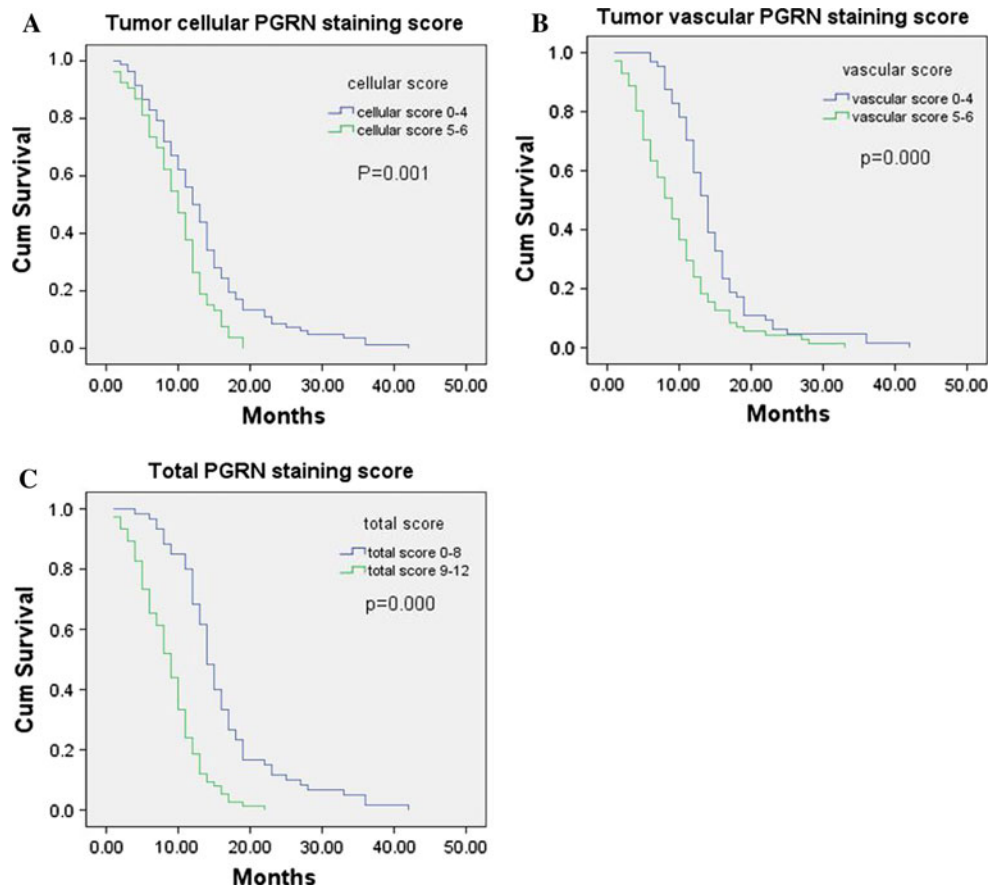 A
Tumor cellular PGRN staining score
cellular score
cellular score 0-4
cellular score 5-6
P=0.001
Cum Survival
1.0
0.8
0.6
0.4
0.2
0.0
0.00 10.00 20.00 30.00 40.00 50.00
Months
B
Tumor vascular PGRN staining score
vascular score
vascular score 0-4
vascular score 5-6
p=0.000
Cum Survival
1.0
0.8
0.6
0.4
0.2
0.0
0.00 10.00 20.00 30.00 40.00 50.00
Months
C
Total PGRN staining score
total score
total score 0-8
total score 9-12
p=0.000
Cum Survival
1.0
0.8
0.6
0.4
0.2
0.0
0.00 10.00 20.00 30.00 40.00 50.00
Months